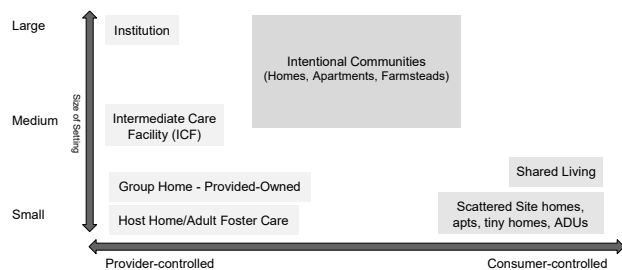 Large
Institution
Intentional Communities
(Homes, Apartments, Farmsteads)
Size of Setting
Medium
Intermediate Care
Facility (ICF)
Shared Living
Group Home - Provided-Owned
Scattered Site homes,
apts, tiny homes, ADUs
Small
Host Home/Adult Foster Care
Provider-controlled
Consumer-controlled